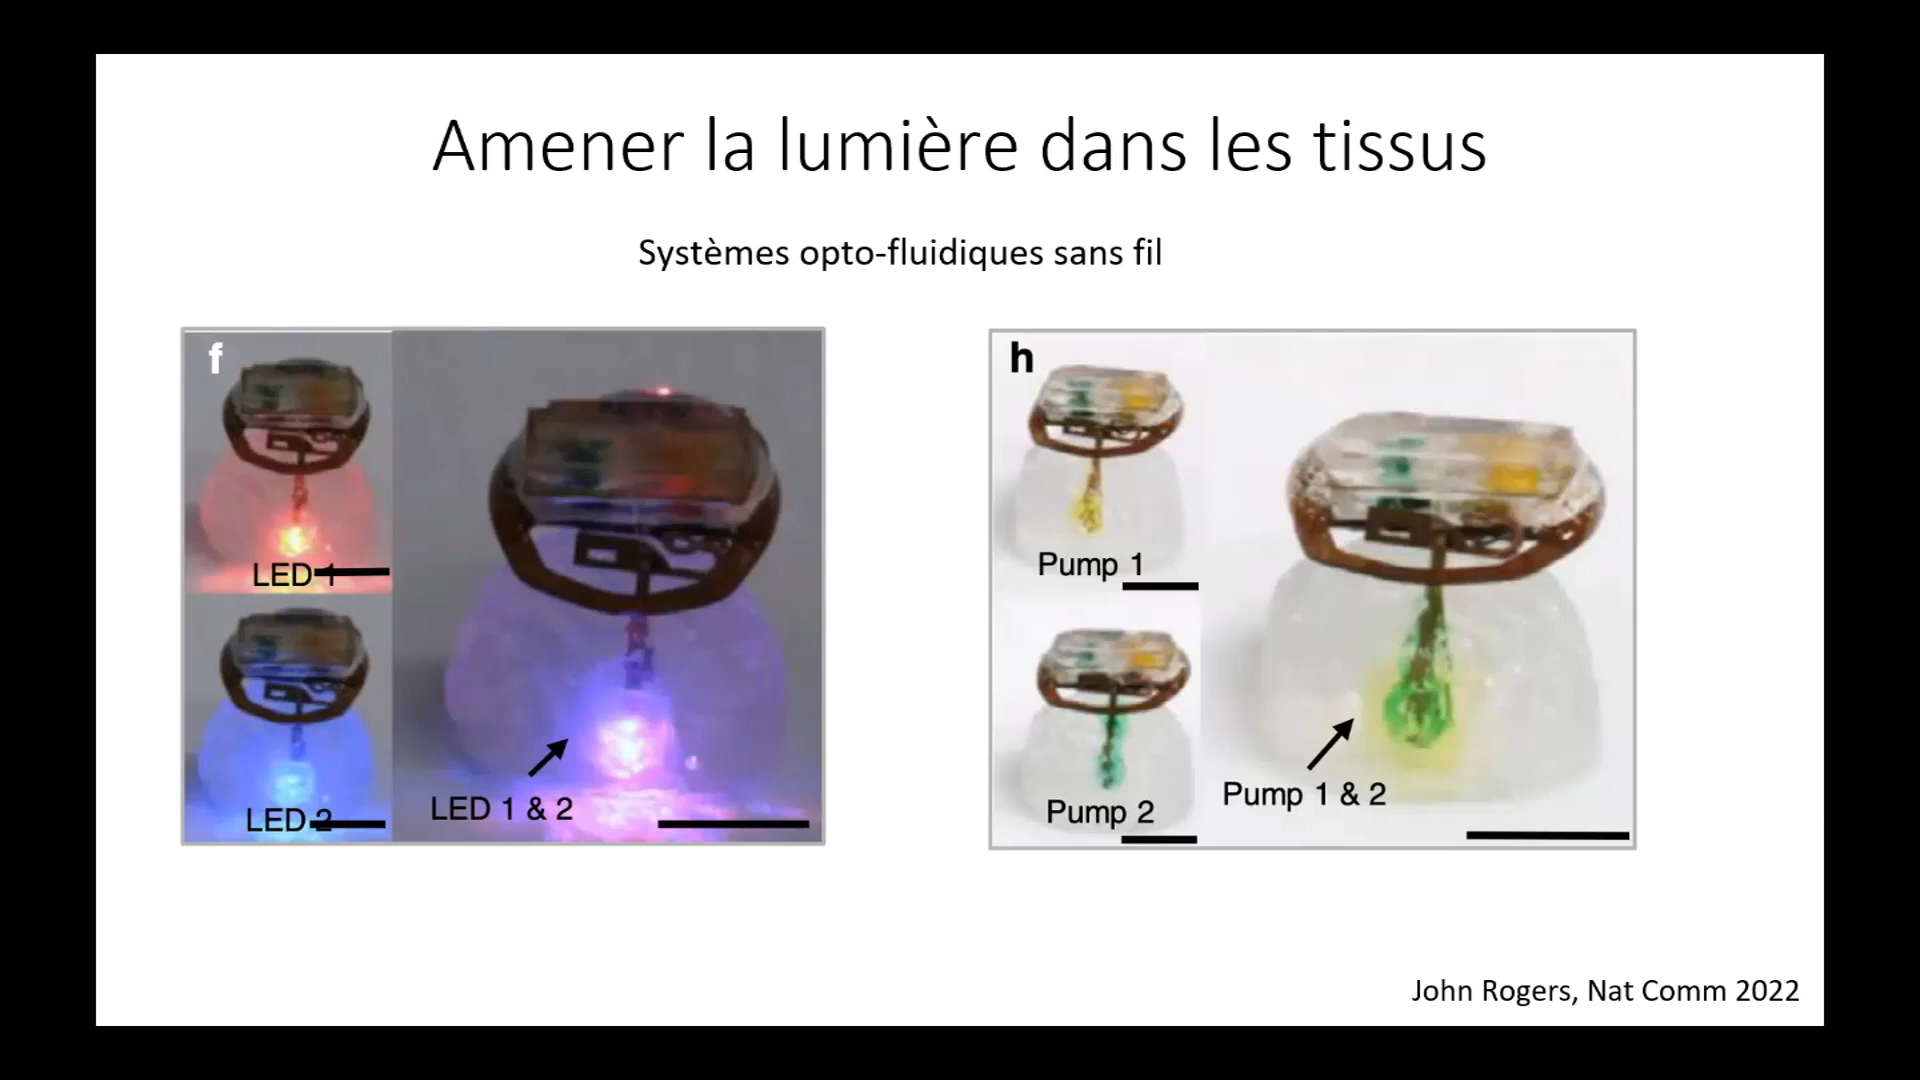 Amener la lumière dans les tissus
Systèmes opto-fluidiques sans fil
f
LED 1
LED 2
LED 1 & 2
h
Pump 1
Pump 2
Pump 1 & 2
John Rogers, Nat Comm 2022